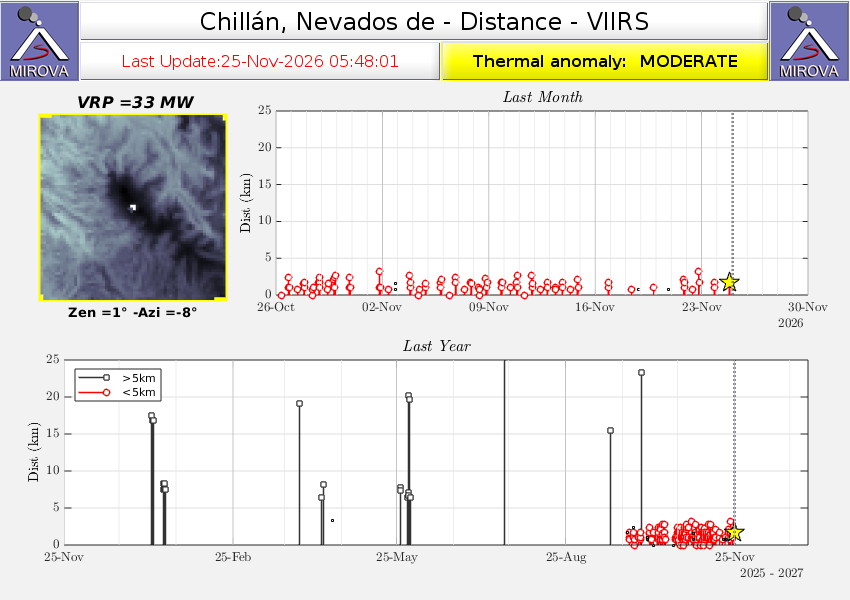 Chillán, Nevados de - Distance - VIIRS
MIROVA
Last Update:25-Nov-2026 05:48:01
Thermal anomaly: MODERATE
MIROVA
VRP =33 MW
Zen =1° -Azi =-8°
Last Month
Dist (km)
25
20
15
10
5
0
26-Oct
02-Nov
09-Nov
16-Nov
23-Nov
30-Nov
2026
Last Year
>5km
<5km
Dist (km)
25
20
15
10
5
0
25-Nov
25-Feb
25-May
25-Aug
25-Nov
2025 - 2027